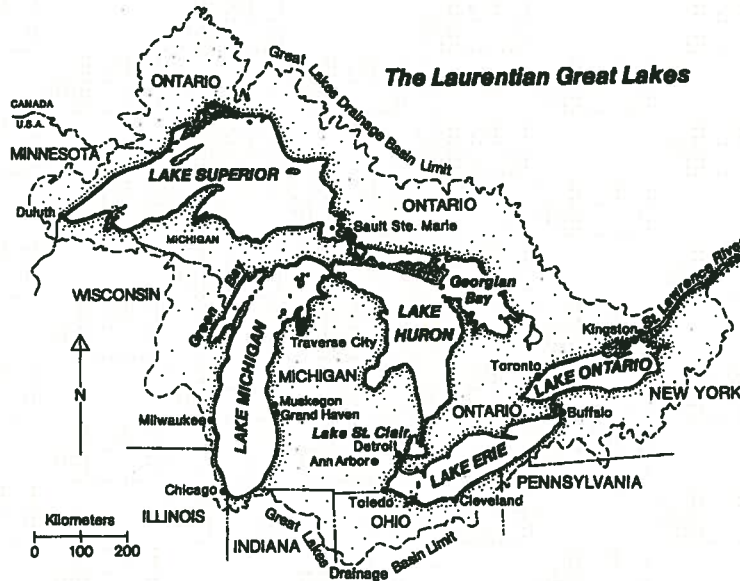 The Laurentian Great Lakes
Great Lakes Drainage Basin Limit
ONTARIO
CANADA
U.S.A.
MINNESOTA
LAKE SUPERIOR
ONTARIO
Duluth
Sault Ste. Marie
MICHIGAN
Green Bay
Georgian
Bay
WISCONSIN
LAKE
HURON
St. Lawrence River
Kingston
Traverse City
Toronto
LAKE ONTARIO
N
LAKE MICHIGAN
MICHIGAN
NEW YORK
Muskegon
Grand Haven
ONTARIO
Buffalo
Milwaukee
Lake St. Clair
Detroit
Ann Arbor
LAKE ERIE
PENNSYLVANIA
Chicago
Toledo
Cleveland
ILLINOIS
OHIO
Kilometers
0 100 200
INDIANA
Great Lakes
Drainage Basin Limit